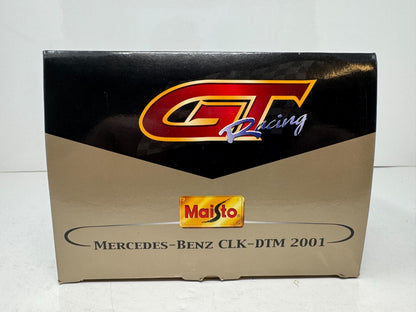 GT
Racing
Maisto
MERCEDES-BENZ CLK-DTM 2001